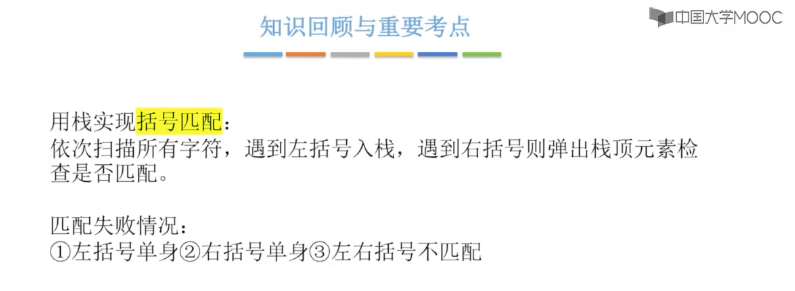 知识回顾与重要考点
中国大学MOOC
用栈实现括号匹配：
依次扫描所有字符，遇到左括号入栈，遇到右括号则弹出栈顶元素检
查是否匹配。
匹配失败情况：
①左括号单身②右括号单身③左右括号不匹配